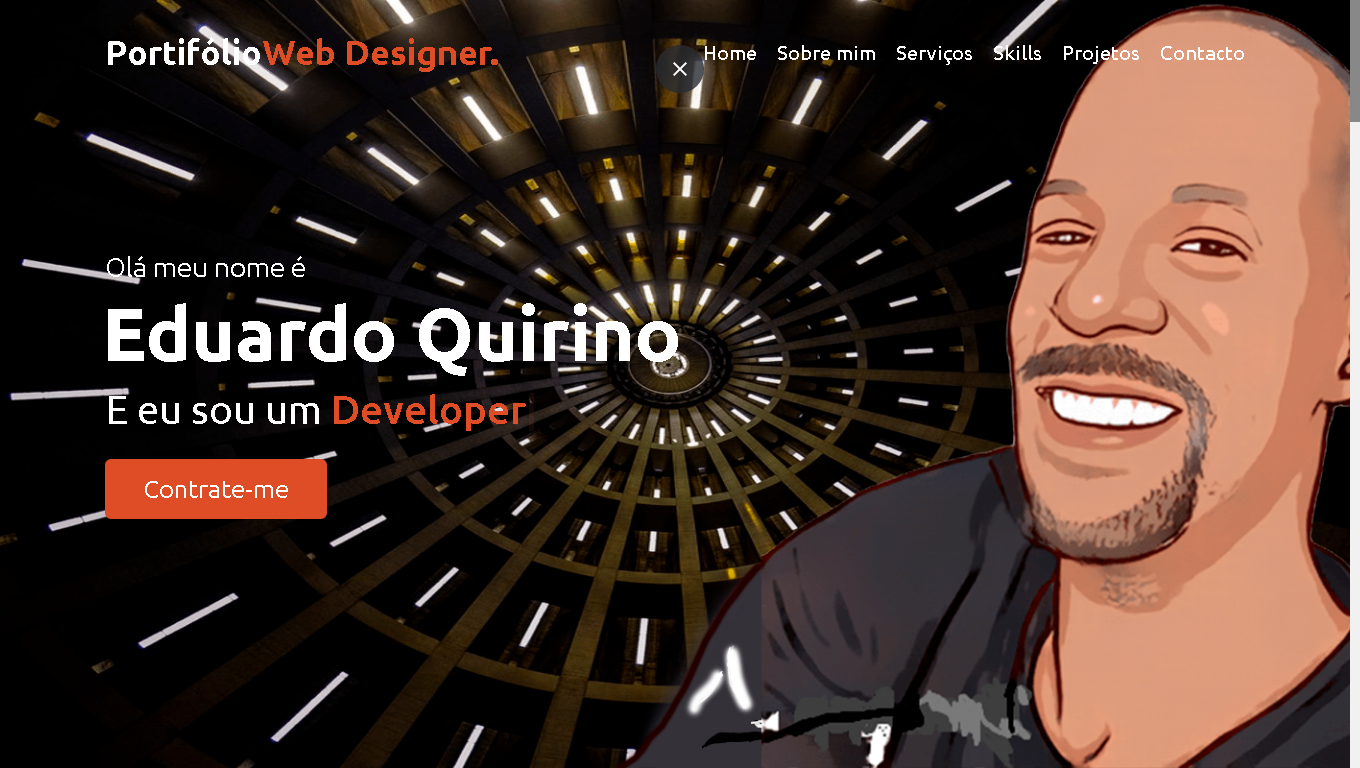 PortifólioWeb Designer.
Home Sobre mim Serviços Skills Projetos Contacto
Olá meu nome é
Eduardo Quirino
E eu sou um Developer
Contrate-me